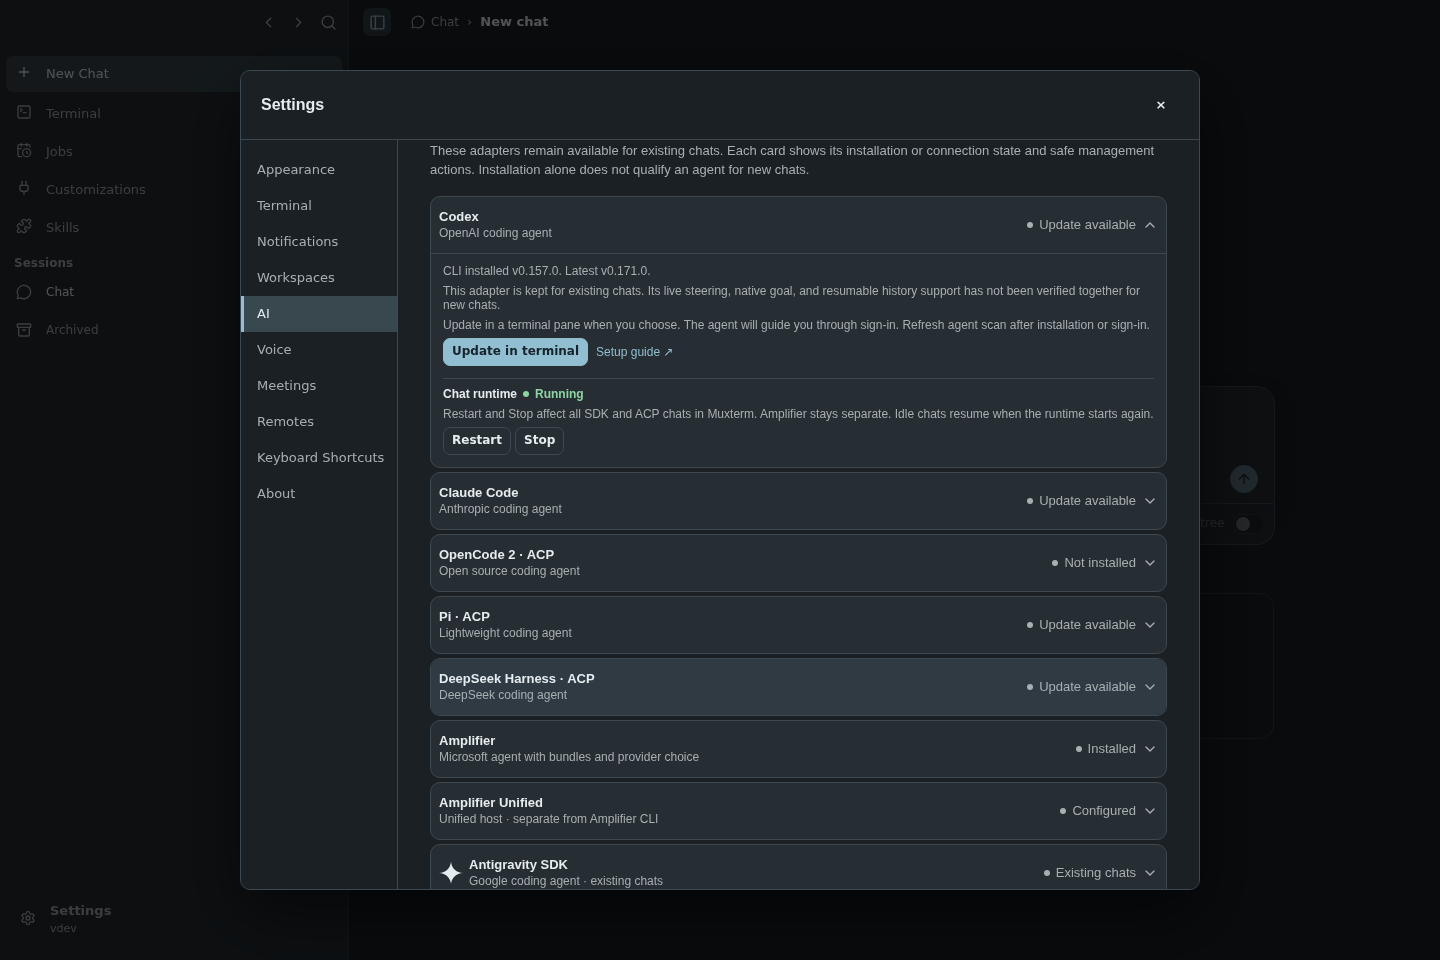 Chat › New chat
New Chat
Terminal
Jobs
Customizations
Skills
Sessions
Chat
Archived
Settings
vdev
Settings
×
Appearance
Terminal
Notifications
Workspaces
AI
Voice
Meetings
Remotes
Keyboard Shortcuts
About
These adapters remain available for existing chats. Each card shows its installation or connection state and safe management
actions. Installation alone does not qualify an agent for new chats.
Codex
OpenAI coding agent
Update available
CLI installed v0.157.0. Latest v0.171.0.
This adapter is kept for existing chats. Its live steering, native goal, and resumable history support has not been verified together for
new chats.
Update in a terminal pane when you choose. The agent will guide you through sign-in. Refresh agent scan after installation or sign-in.
Update in terminal Setup guide ↗
Chat runtime Running
Restart and Stop affect all SDK and ACP chats in Muxterm. Amplifier stays separate. Idle chats resume when the runtime starts again.
Restart Stop
Claude Code
Anthropic coding agent
Update available
OpenCode 2 · ACP
Open source coding agent
Not installed
Pi · ACP
Lightweight coding agent
Update available
DeepSeek Harness · ACP
DeepSeek coding agent
Update available
Amplifier
Microsoft agent with bundles and provider choice
Installed
Amplifier Unified
Unified host · separate from Amplifier CLI
Configured
Antigravity SDK
Google coding agent · existing chats
Existing chats